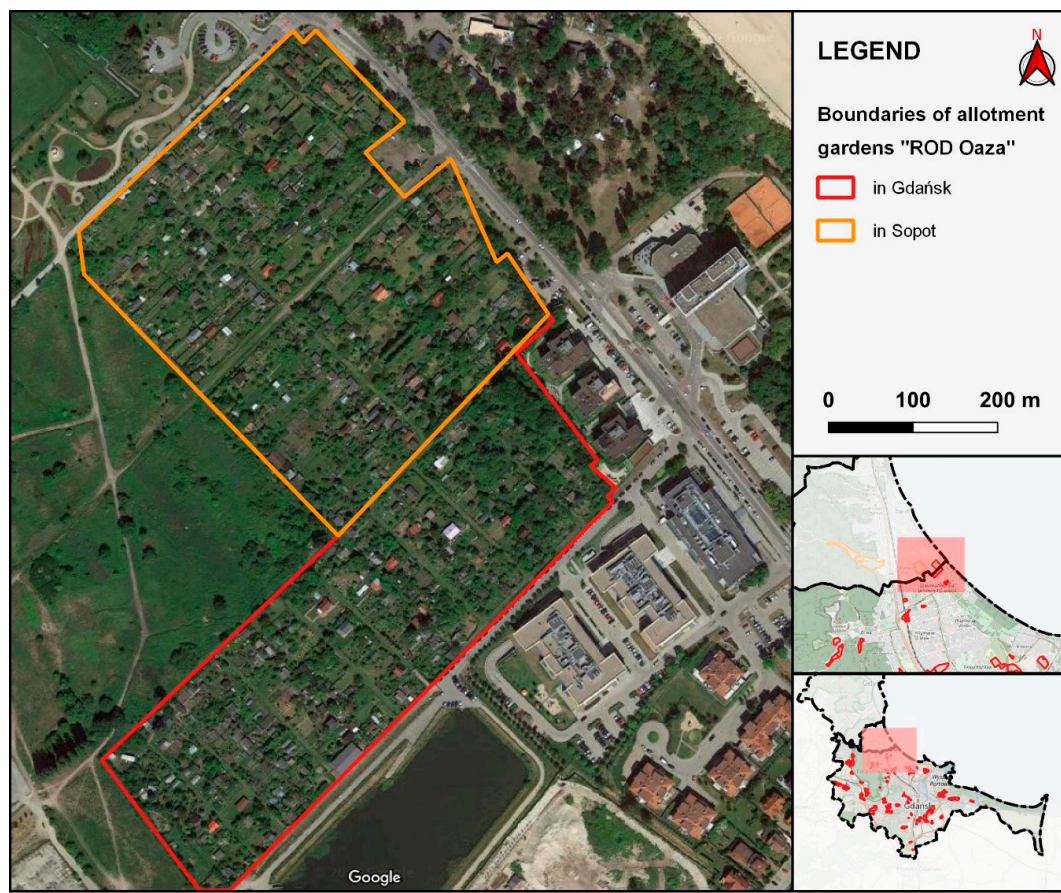 LEGEND
N
Boundaries of allotment
gardens "ROD Oaza"
in Gdańsk
in Sopot
0 100 200 m
Gdańsk
Google